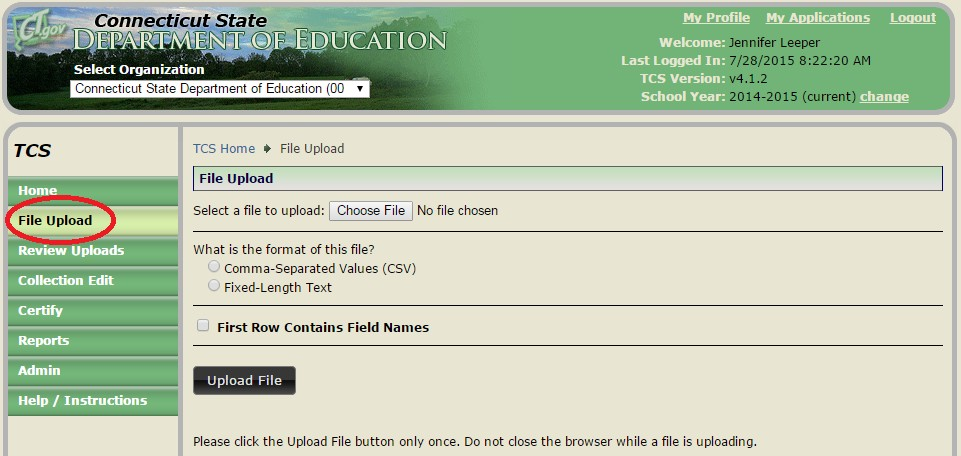 CT.gov
Connecticut State
DEPARTMENT OF EDUCATION
Select Organization
Connecticut State Department of Education (00
My Profile My Applications Logout
Welcome: Jennifer Leeper
Last Logged In: 7/28/2015 8:22:20 AM
TCS Version: v4.1.2
School Year: 2014-2015 (current) change
TCS
Home
File Upload
Review Uploads
Collection Edit
Certify
Reports
Admin
Help / Instructions
TCS Home File Upload
File Upload
Select a file to upload: Choose File No file chosen
What is the format of this file?
Comma-Separated Values (CSV)
Fixed-Length Text
First Row Contains Field Names
Upload File
Please click the Upload File button only once. Do not close the browser while a file is uploading.